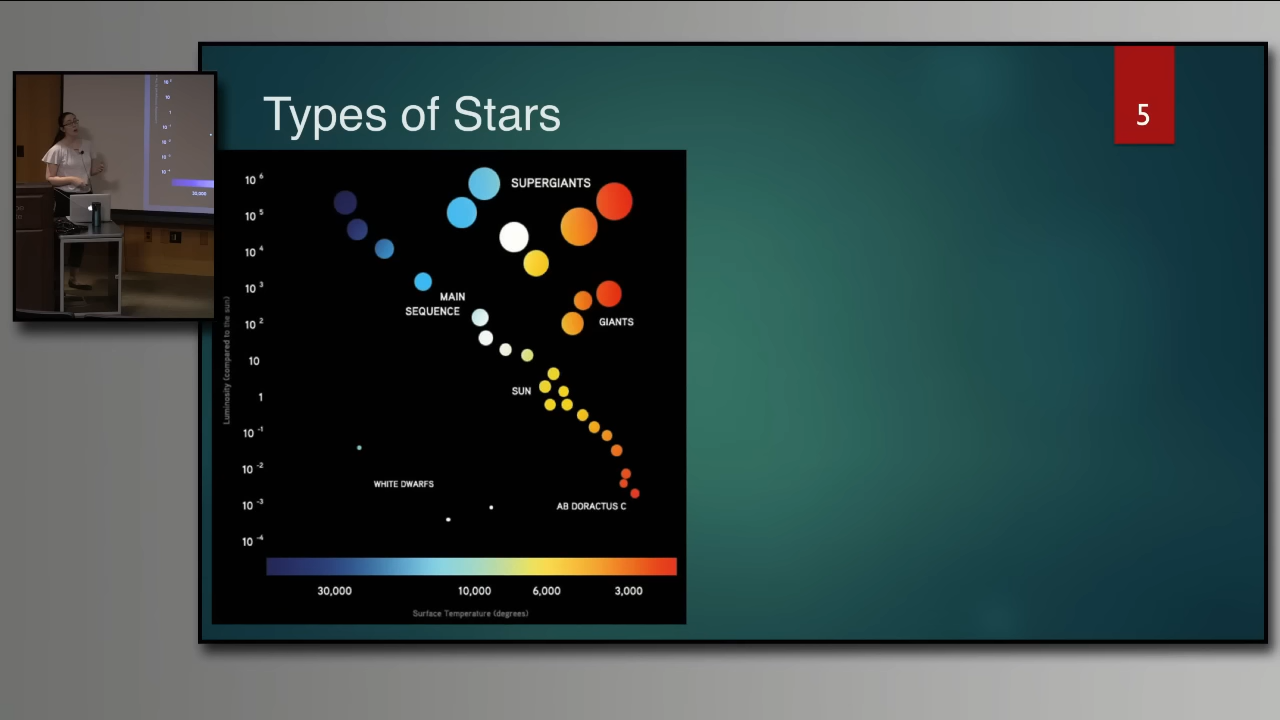 Types of Stars
5
10 6
10 5
10 4
10 3
10 2
10
1
10 -1
10 -2
10 -3
10 -4
Luminosity (compared to the sun)
SUPERGIANTS
MAIN
SEQUENCE
GIANTS
SUN
WHITE DWARFS
AB DORACTUS C
30,000
10,000
6,000
3,000
Surface Temperature (degrees)